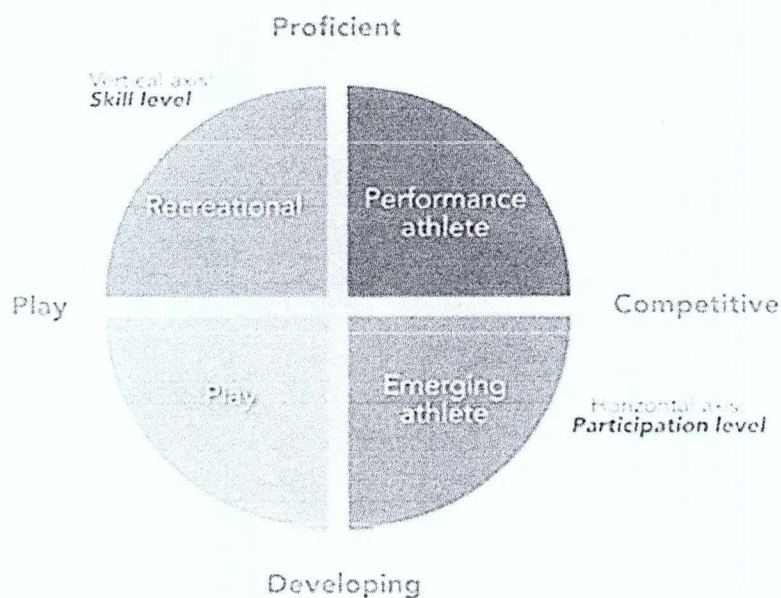 Proficient
Vertical axis:
Skill level
Recreational
Performance
athlete
Play
Competitive
Play
Emerging
athlete
Horizontal axis:
Participation level
Developing